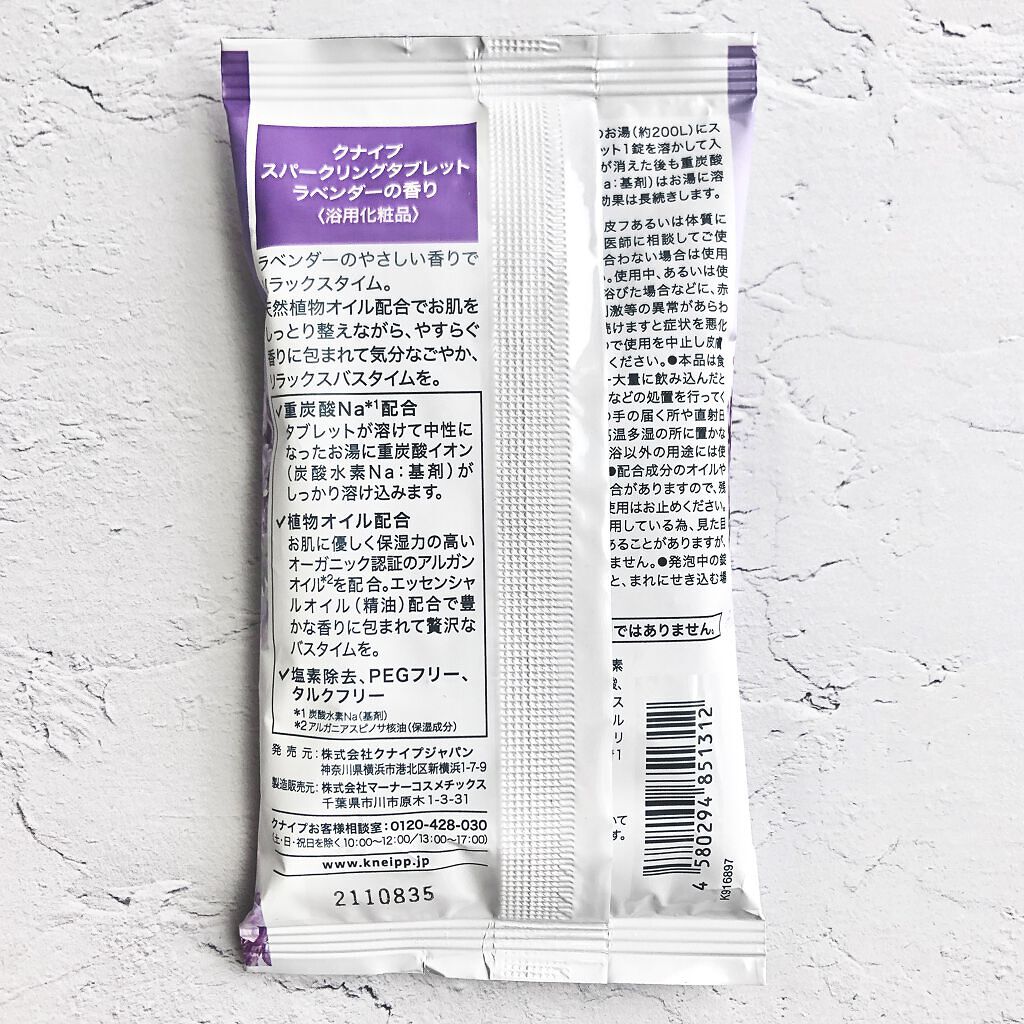 クナイプ
スパークリングタブレット
ラベンダーの香り
〈浴用化粧品〉
ラベンダーのやさしい香りで
リラックスタイム。
天然植物オイル配合でお肌を
しっとり整えながら、やすらぐ
香りに包まれて気分なごやか、
リラックスバスタイムを。
✓重炭酸Na*1配合
タブレットが溶けて中性に
なったお湯に重炭酸イオン
(炭酸水素Na:基剤)が
しっかり溶け込みます。
✓植物オイル配合
お肌に優しく保湿力の高い
オーガニック認証のアルガン
オイル*2を配合。エッセンシャ
ルオイル(精油)配合で豊
かな香りに包まれて贅沢な
バスタイムを。
✓塩素除去、PEGフリー、
タルクフリー
*1 炭酸水素Na(基剤)
*2 アルガニアスピノサ核油(保湿成分)
発売元:株式会社クナイプジャパン
神奈川県横浜市港北区新横浜1-7-9
製造販売元:株式会社マーナーコスメチックス
千葉県市川市原木1-3-31
クナイプお客様相談室:0120-428-030
(土・日・祝日を除く10:00〜12:00/13:00〜17:00)
www.kneipp.jp
2110835
のお湯(約200L)にス
ット1錠を溶かして入
が消えた後も重炭酸
a:基剤)はお湯に溶
効果は長続きします。
皮フあるいは体質に
医師に相談してご使
合わない場合は使用
。使用中、あるいは使
浴びた場合などに、赤
刺激等の異常があらわ
続けますと症状を悪化
で使用を中止し皮膚
ください。●本品は食
一大量に飲み込んだと
などの処置を行ってく
の手の届く所や直射日
高温多湿の所に置かな
浴以外の用途には使
●配合成分のオイルや
合がありますので、残
使用はお止めください。
用している為、見た目
あることがありますが、
ません。●発泡中の錠
と、まれにせき込む場
ではありません。
素
酸、
ス
ル
リ
*1
いて
す。
4 580294 851312
K916897